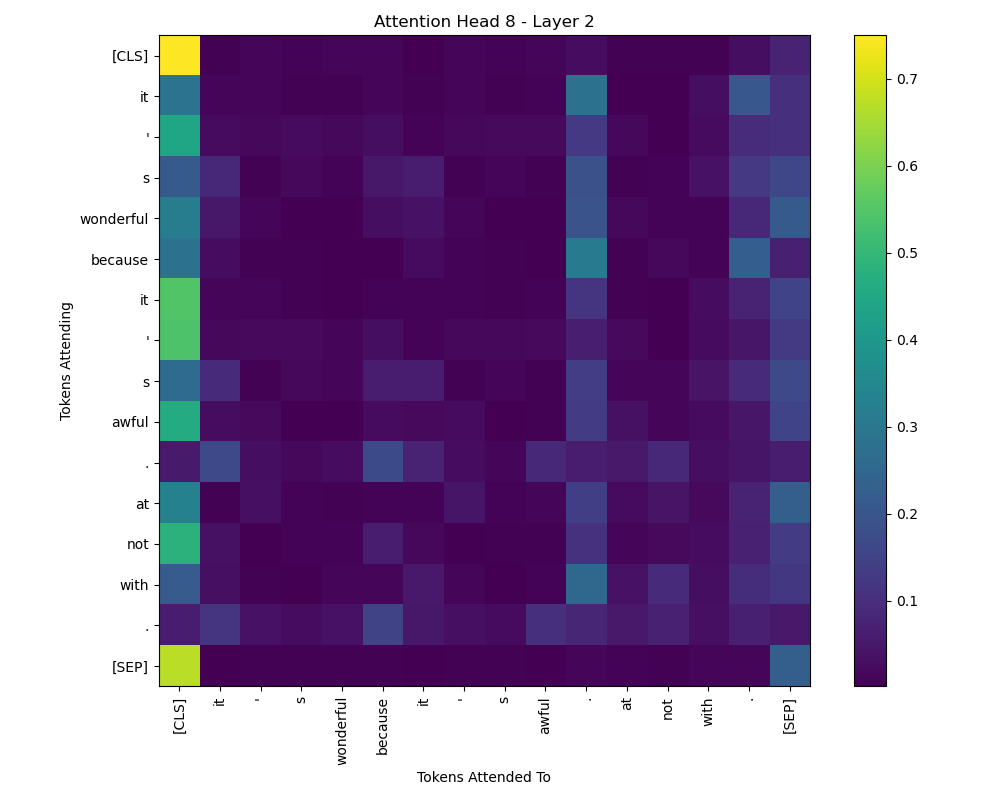 Attention Head 8 - Layer 2
Tokens Attending
[CLS]
it
'
s
wonderful
because
it
'
s
awful
.
at
not
with
.
[SEP]
[CLS]
it
'
s
wonderful
because
it
'
s
awful
.
at
not
with
.
[SEP]
Tokens Attended To
0.7
0.6
0.5
0.4
0.3
0.2
0.1